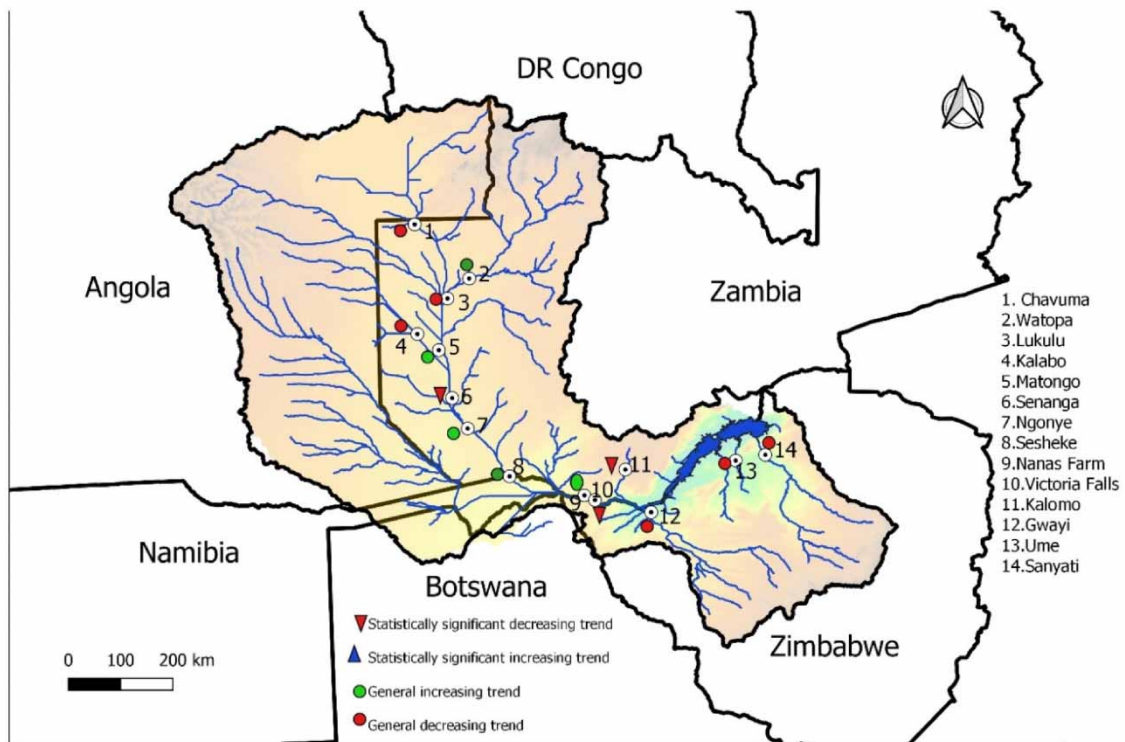 DR Congo
Angola
Zambia
1
2
3
4
5
6
7
8
9
10
11
12
13
14
1. Chavuma
2.Watopa
3.Lukulu
4.Kalabo
5.Matongo
6.Senanga
7.Ngonye
8.Sesheke
9.Nanas Farm
10.Victoria Falls
11.Kalomo
12.Gwayi
13.Ume
14.Sanyati
Namibia
Botswana
Zimbabwe
Statistically significant decreasing trend
Statistically significant increasing trend
General increasing trend
General decreasing trend
0 100 200 km